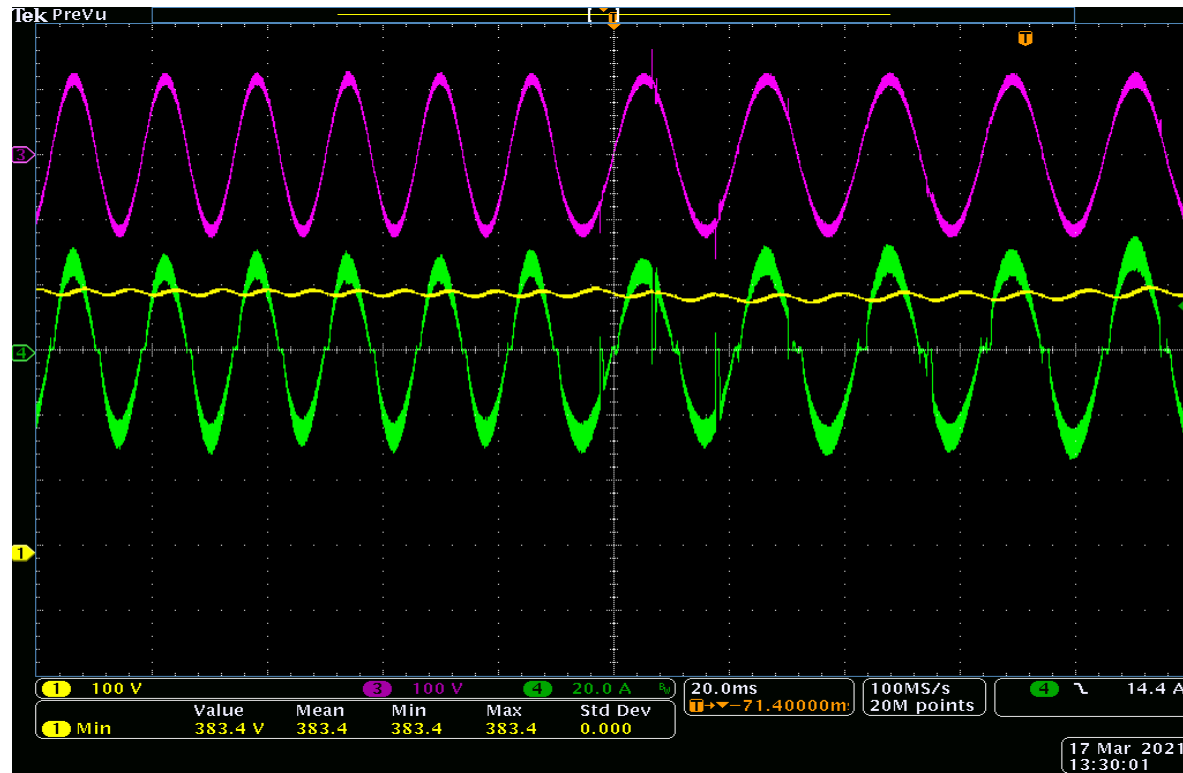 Tek PreVu
T
T
3
4
1
1 100 V 3 100 V 4 20.0 A BW
20.0ms
T→▼-71.40000m
100MS/s
20M points
4 14.4 A
Value Mean Min Max Std Dev
1 Min 383.4 V 383.4 383.4 383.4 0.000
17 Mar 2021
13:30:01